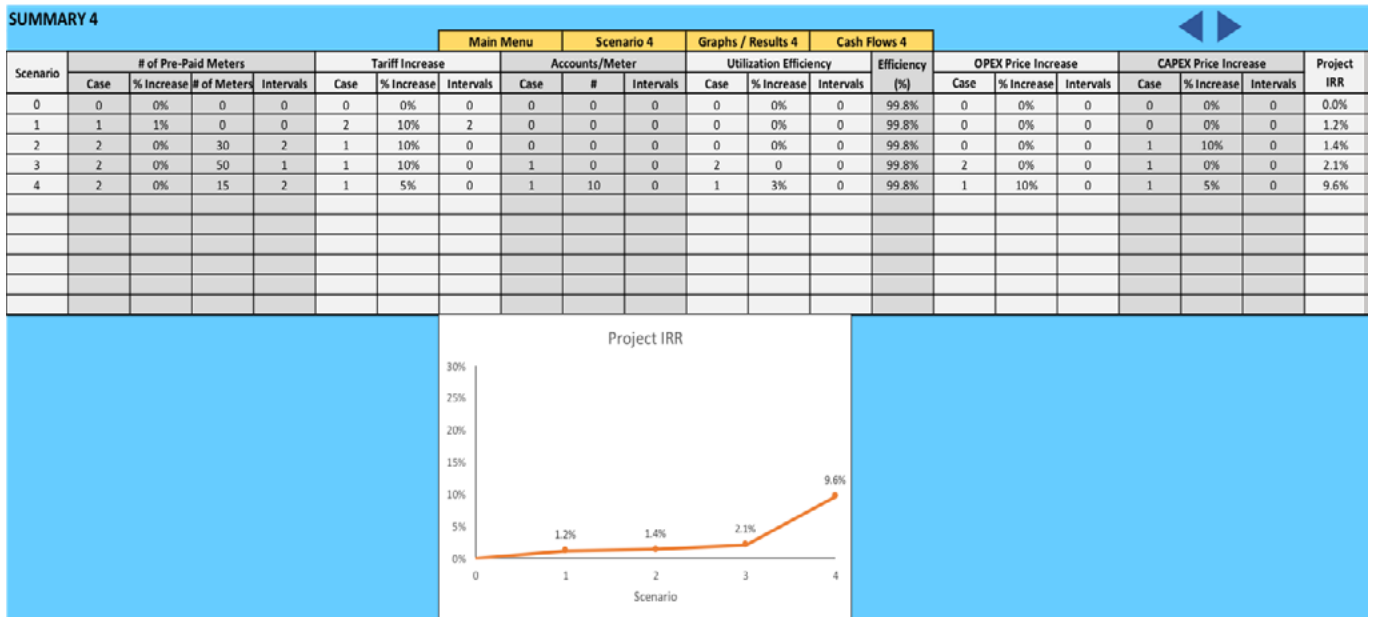 SUMMARY 4
Main Menu Scenario 4 Graphs / Results 4 Cash Flows 4
Scenario # of Pre-Paid Meters Tariff Increase Accounts/Meter Utilization Efficiency Efficiency (%) OPEX Price Increase CAPEX Price Increase Project IRR
Case % Increase # of Meters Intervals Case % Increase Intervals Case # Intervals Case % Increase Intervals Case % Increase Intervals Case % Increase Intervals
0 0 0% 0 0 0 0% 0 0 0 0 0 0% 0 99.8% 0 0% 0 0 0% 0 0.0%
1 1 1% 0 0 2 10% 2 0 0 0 0 0% 0 99.8% 0 0% 0 0 0% 0 1.2%
2 2 0% 30 2 1 10% 0 0 0 0 0 0% 0 99.8% 0 0% 0 1 10% 0 1.4%
3 2 0% 50 1 1 10% 0 1 0 0 2 0 0 99.8% 2 0% 0 1 0% 0 2.1%
4 2 0% 15 2 1 5% 0 1 10 0 1 3% 0 99.8% 1 10% 0 1 5% 0 9.6%
Project IRR
30%
25%
20%
15%
10%
5%
0%
1.2% 1.4% 2.1% 9.6%
0 1 2 3 4
Scenario